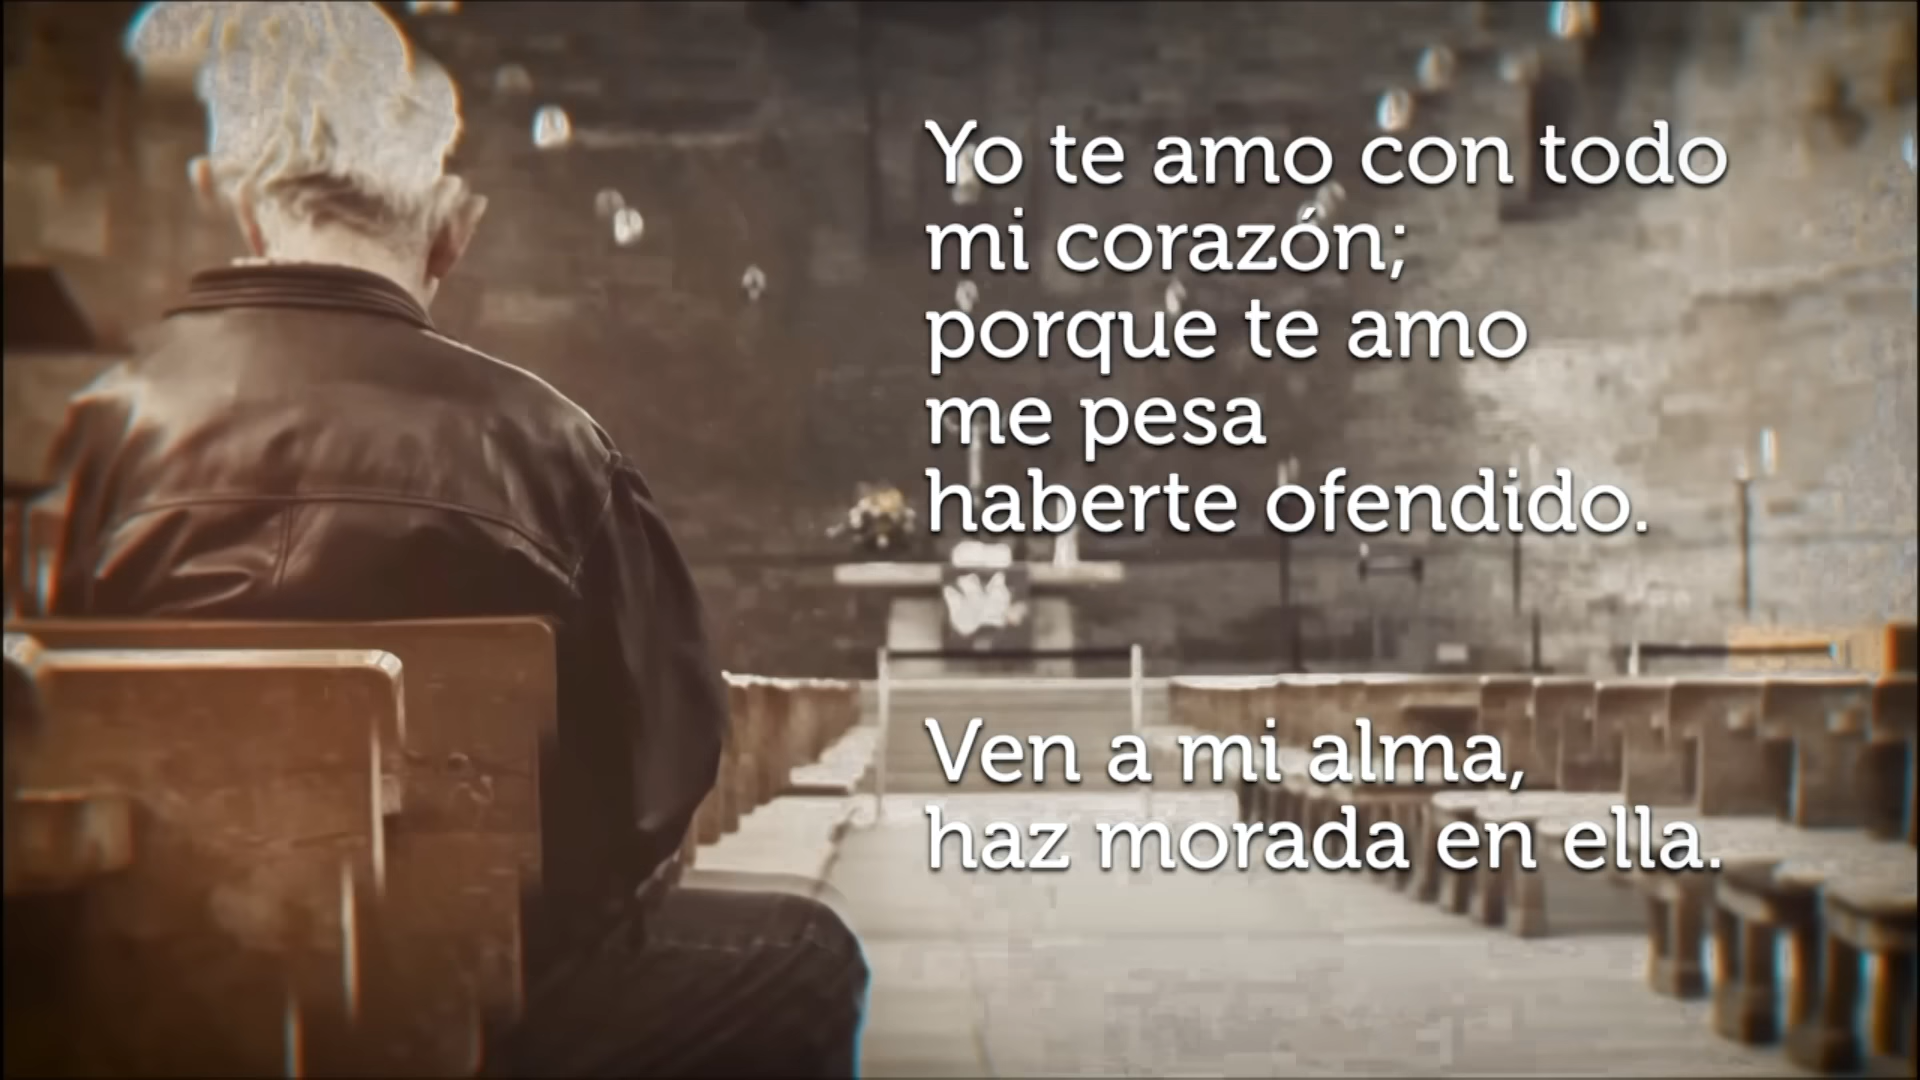 Yo te amo con todo
mi corazón;
porque te amo
me pesa
haberte ofendido.
Ven a mi alma,
haz morada en ella.